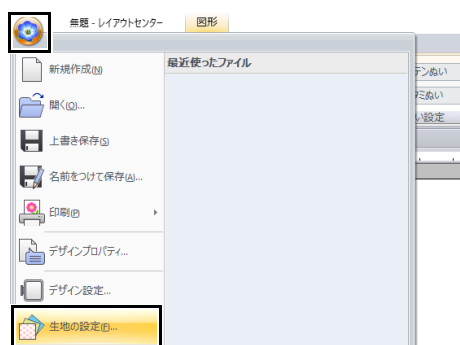 無題 - レイアウトセンター
図形
新規作成(N)
最近使ったファイル
テンぬい
開く(O)...
タミぬい
上書き保存(S)
い設定
名前をつけて保存(A)...
印刷(P)
デザインプロパティ...
デザイン設定...
生地の設定(F)...